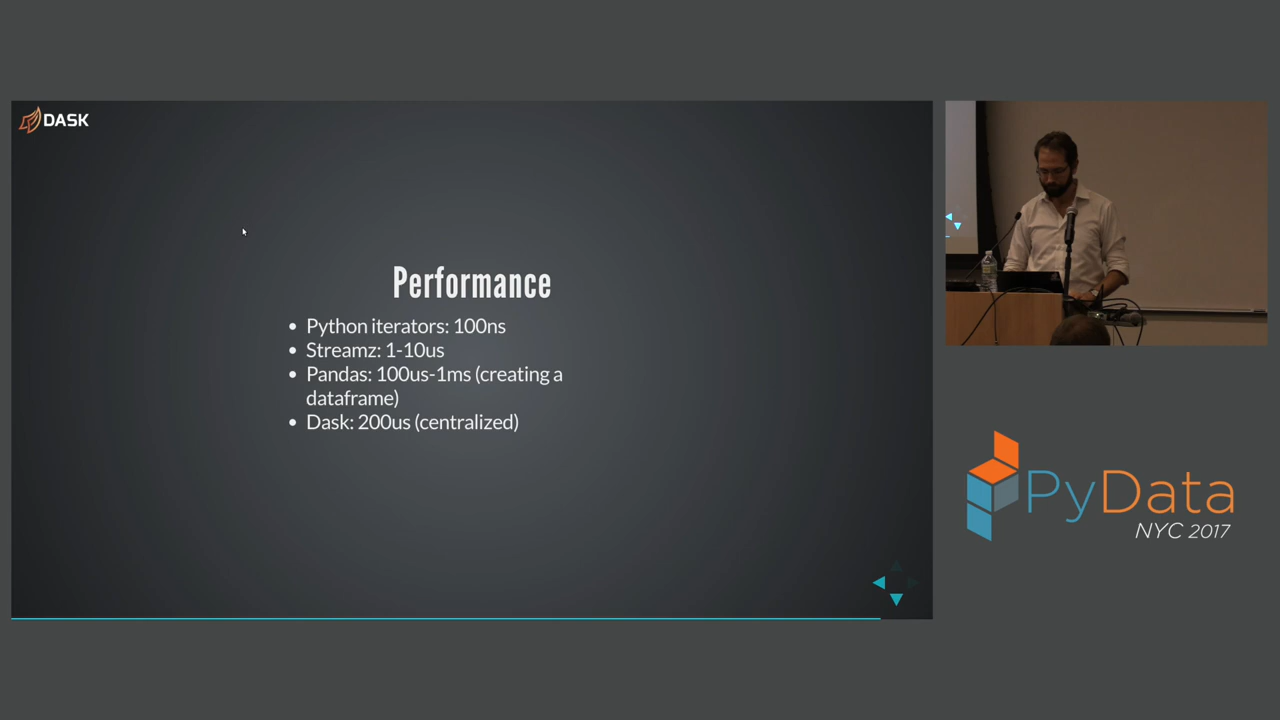 DASK
Performance
Python iterators: 100ns
Streamz: 1-10us
Pandas: 100us-1ms (creating a
dataframe)
Dask: 200us (centralized)
PyData
NYC 2017